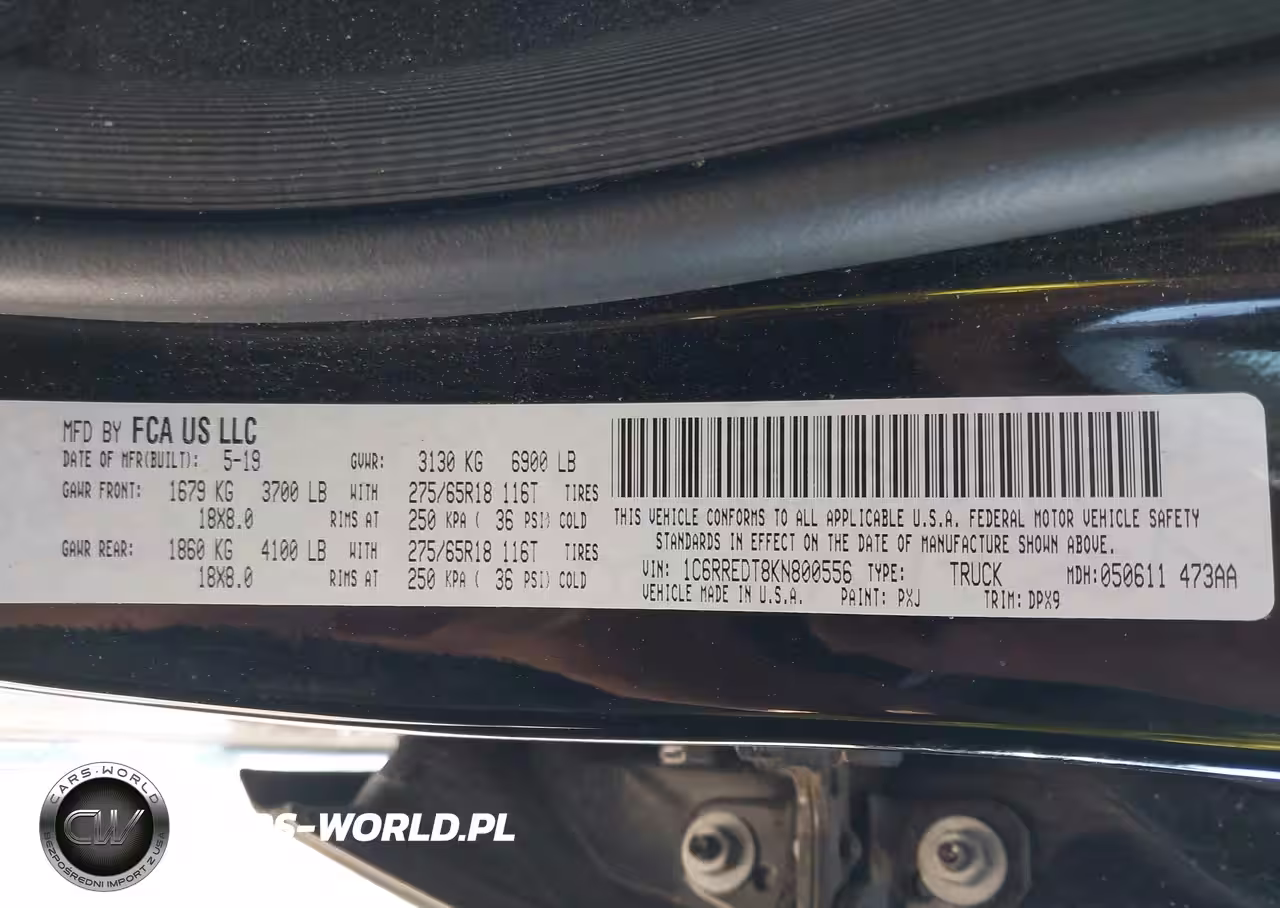 MFD BY FCA US LLC
DATE OF MFR(BUILT): 5-19 GVWR: 3130 KG 6900 LB
GAWR FRONT: 1679 KG 3700 LB WITH 275/65R18 116T TIRES
18X8.0 RIMS AT 250 KPA ( 36 PSI) COLD
GAWR REAR: 1860 KG 4100 LB WITH 275/65R18 116T TIRES
18X8.0 RIMS AT 250 KPA ( 36 PSI) COLD
THIS VEHICLE CONFORMS TO ALL APPLICABLE U.S.A. FEDERAL MOTOR VEHICLE SAFETY
STANDARDS IN EFFECT ON THE DATE OF MANUFACTURE SHOWN ABOVE.
VIN: 1C6RREDT8KN800556 TYPE: TRUCK MDH:050611 473AA
VEHICLE MADE IN U.S.A. PAINT: PXJ TRIM: DPX9
CARS-WORLD
CW
BEZPOŚREDNI IMPORT Z USA
RS-WORLD.PL